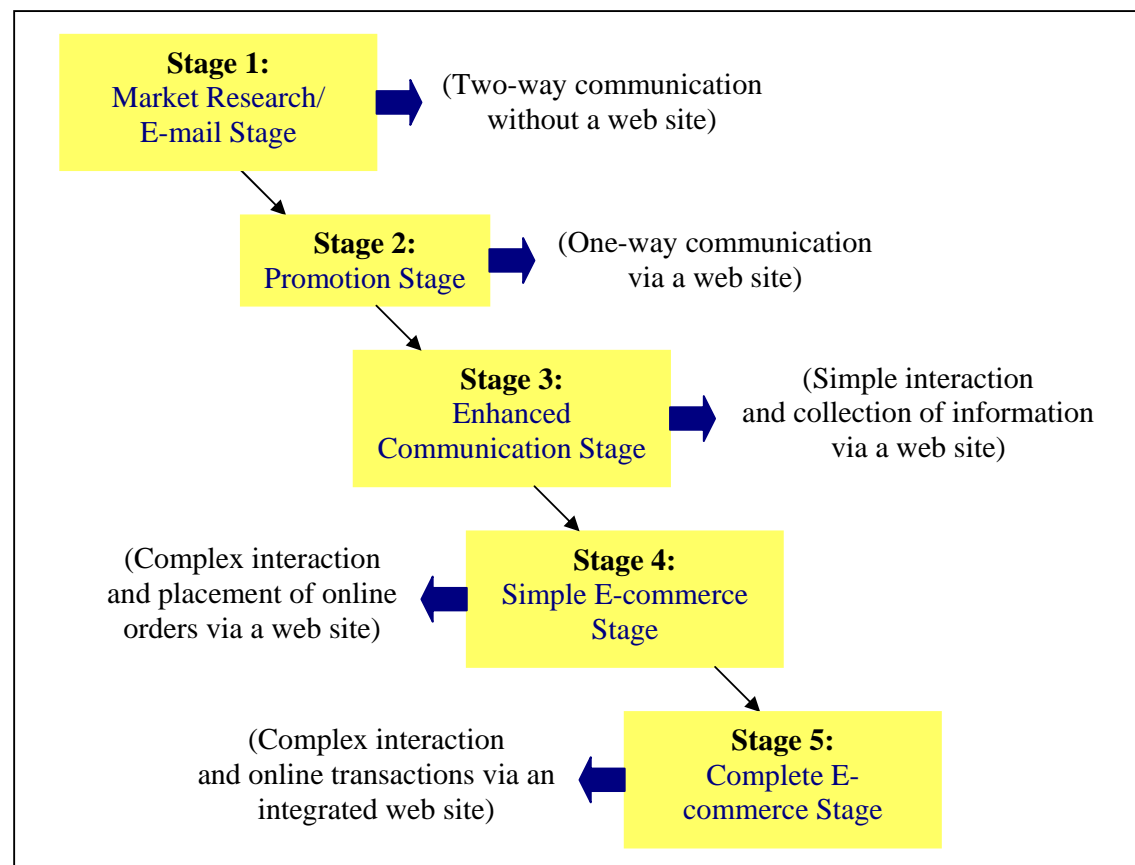 Stage 1:
Market Research/
E-mail Stage
(Two-way communication
without a web site)
Stage 2:
Promotion Stage
(One-way communication
via a web site)
Stage 3:
Enhanced
Communication Stage
(Simple interaction
and collection of information
via a web site)
Stage 4:
Simple E-commerce
Stage
(Complex interaction
and placement of online
orders via a web site)
Stage 5:
Complete E-
commerce Stage
(Complex interaction
and online transactions via an
integrated web site)